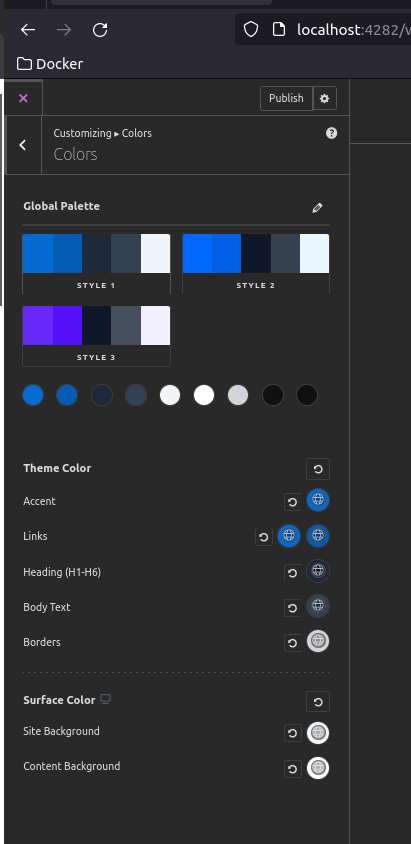 localhost:4282/
Docker
Publish
Customizing ▸ Colors
Colors
Global Palette
STYLE 1
STYLE 2
STYLE 3
Theme Color
Accent
Links
Heading (H1-H6)
Body Text
Borders
Surface Color
Site Background
Content Background